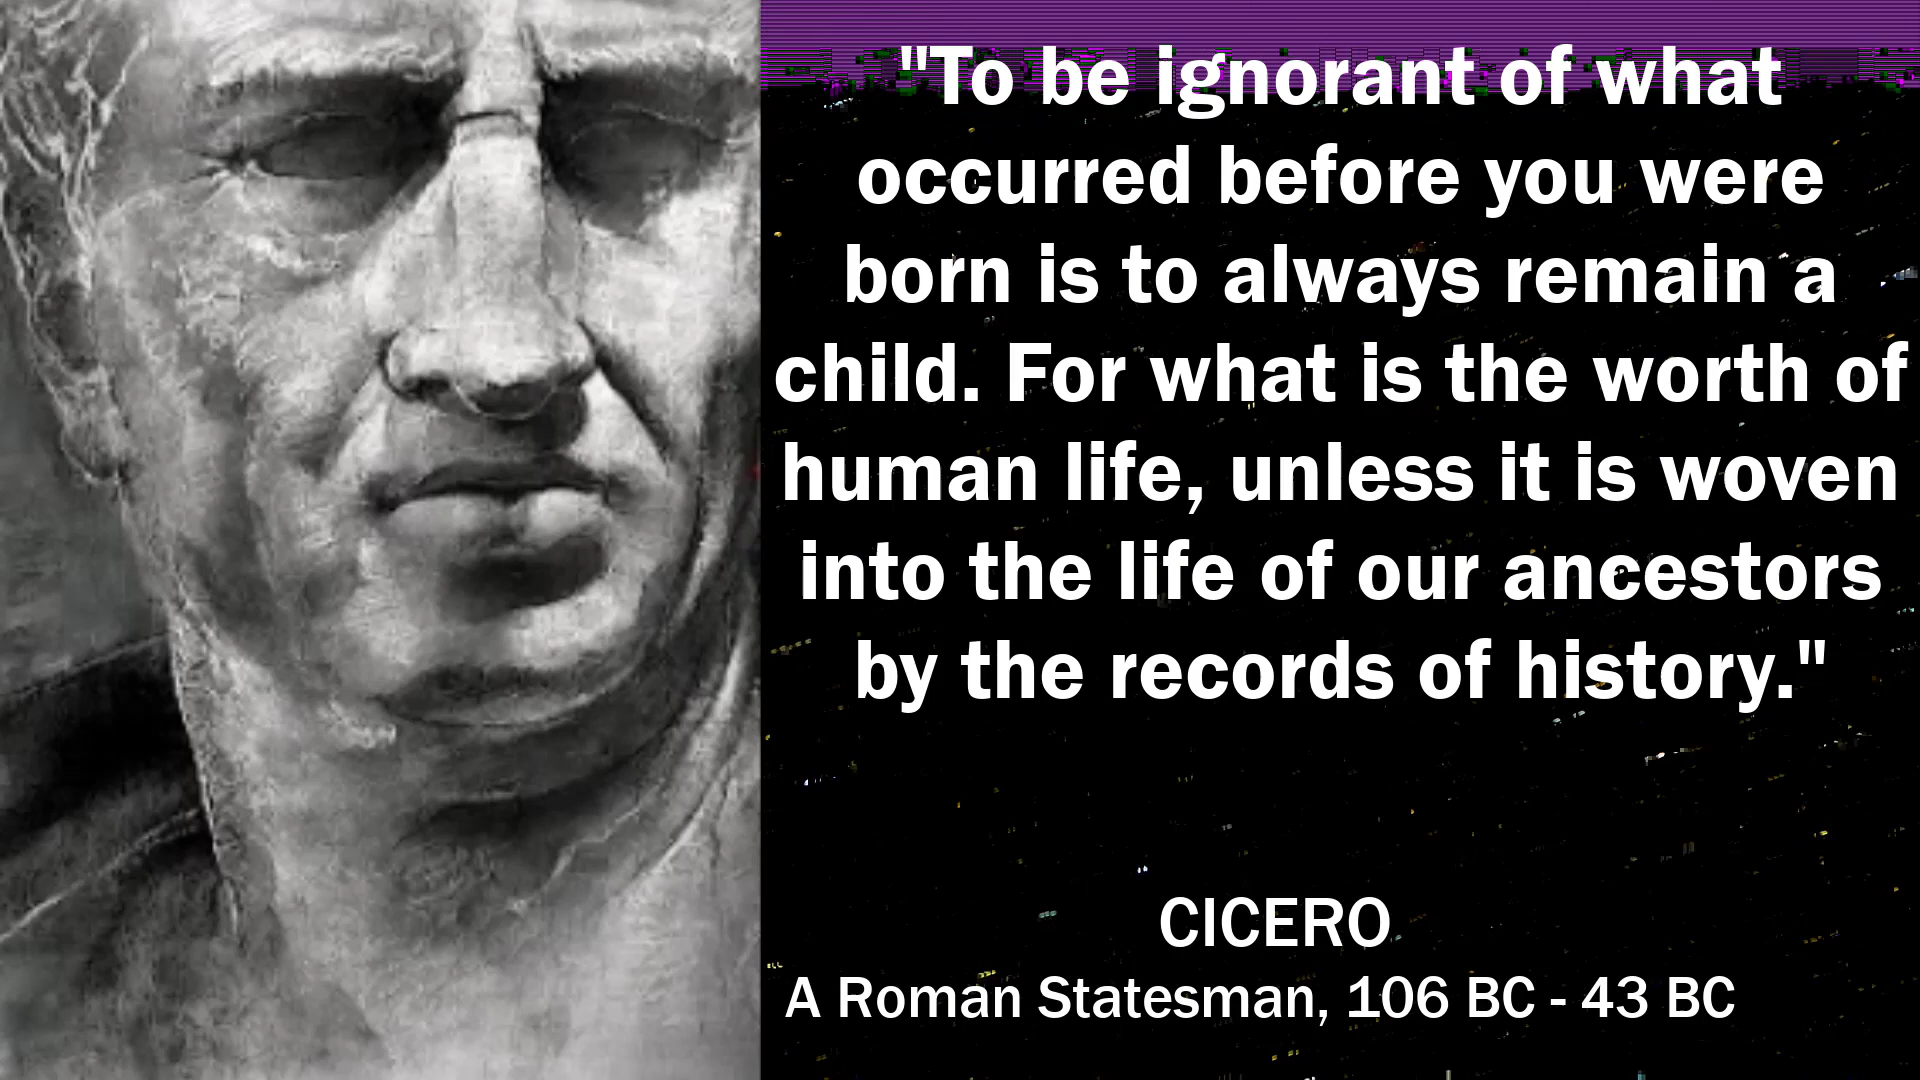 "To be ignorant of what
occurred before you were
born is to always remain a
child. For what is the worth of
human life, unless it is woven
into the life of our ancestors
by the records of history."
CICERO
A Roman Statesman, 106 BC - 43 BC